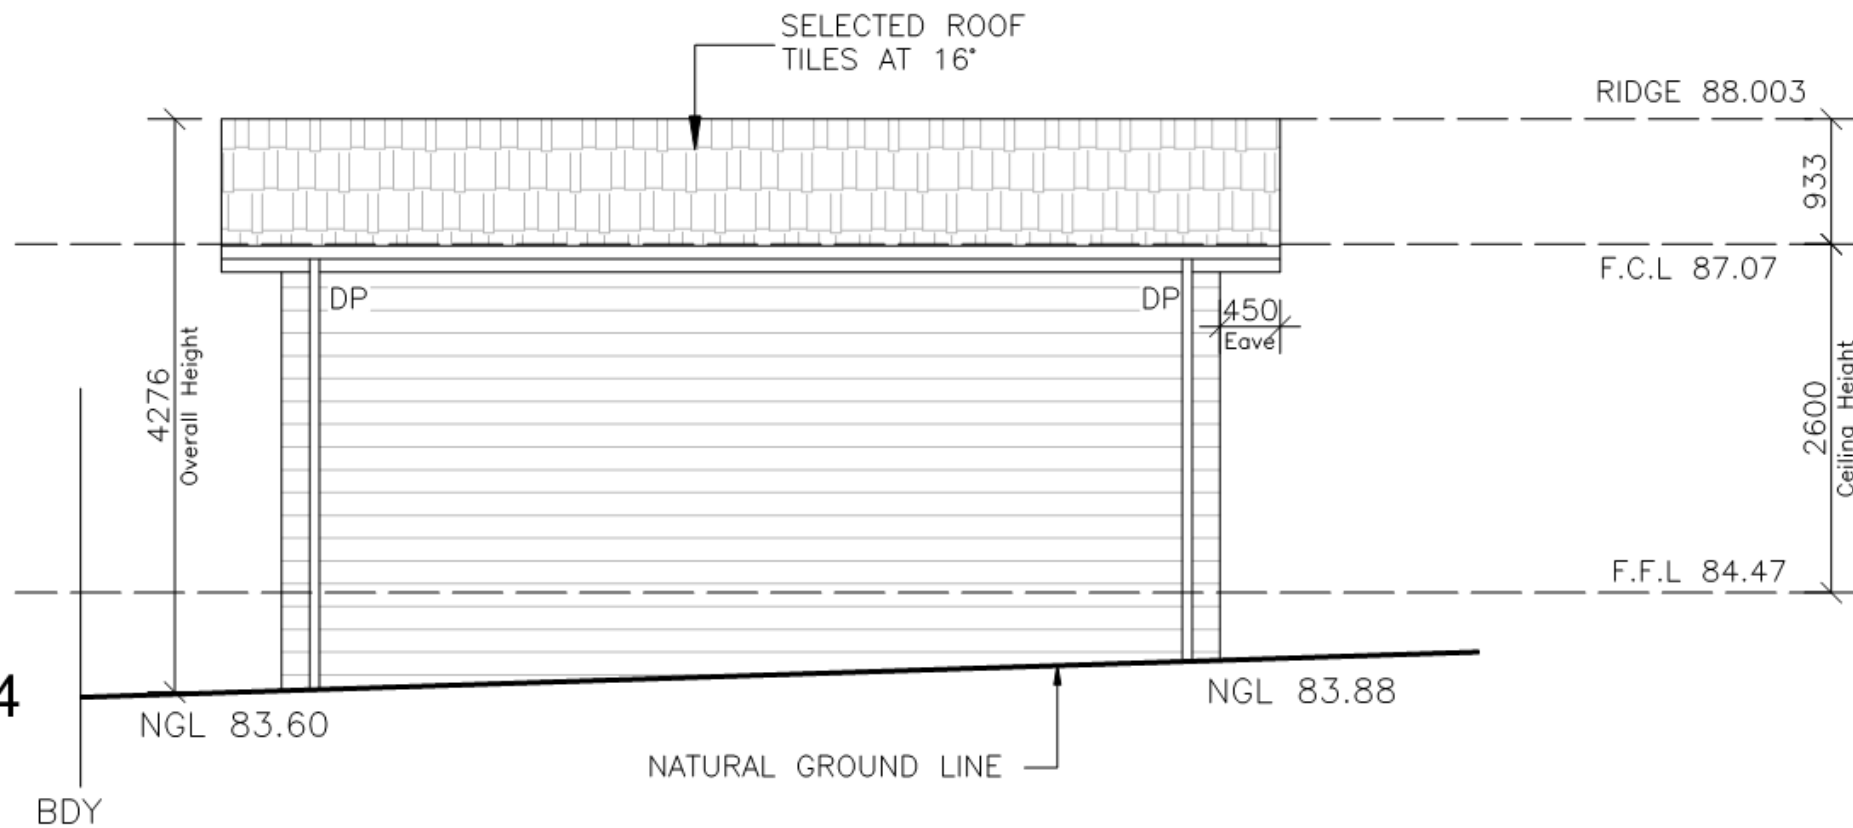 SELECTED ROOF
TILES AT 16°
RIDGE 88.003
933
F.C.L 87.07
DP
DP
450
Eave
4276
Overall Height
2600
Ceiling Height
F.F.L 84.47
4
NGL 83.60
NGL 83.88
NATURAL GROUND LINE
BDY